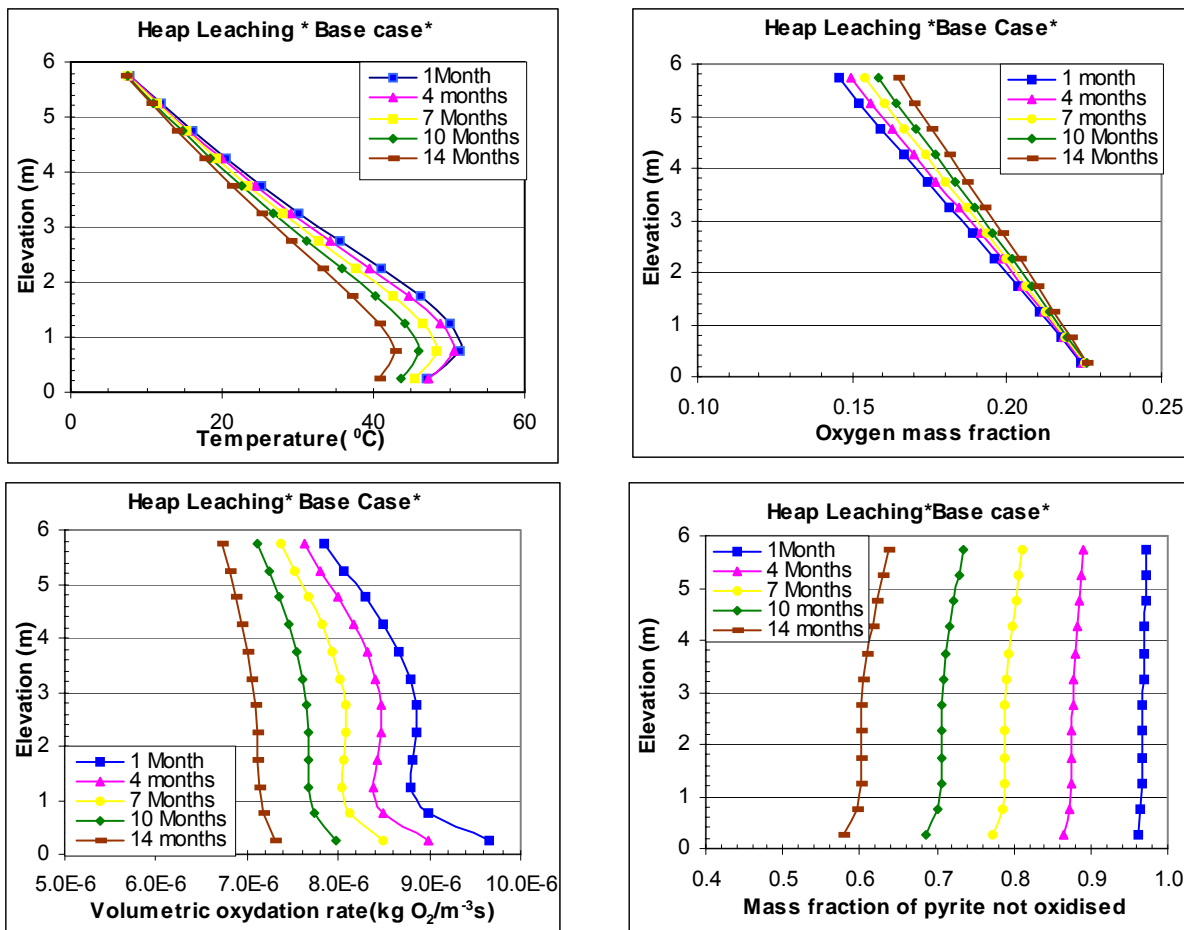 Heap Leaching * Base case*
6
5
4
3
2
1
0
Elevation (m)
1Month
4 months
7 months
10 Months
14 Months
0 20 40 60
Temperature( ⁰C)
Heap Leaching *Base Case*
6
5
4
3
2
1
0
Elevation (m)
1 month
4 months
7 months
10 Months
14 Months
0.10 0.15 0.20 0.25
Oxygen mass fraction
Heap Leaching* Base Case*
6
5
4
3
2
1
0
Elevation (m)
1 Month
4 months
7 Months
10 Months
14 months
5.0E-6 6.0E-6 7.0E-6 8.0E-6 9.0E-6 10.0E-6
Volumetric oxydation rate(kg O₂/m⁻³s)
Heap Leaching*Base case*
6
5
4
3
2
1
0
Elevation (m)
1Month
4 Months
7 Months
10 months
14 months
0.4 0.5 0.6 0.7 0.8 0.9 1.0
Mass fraction of pyrite not oxidised